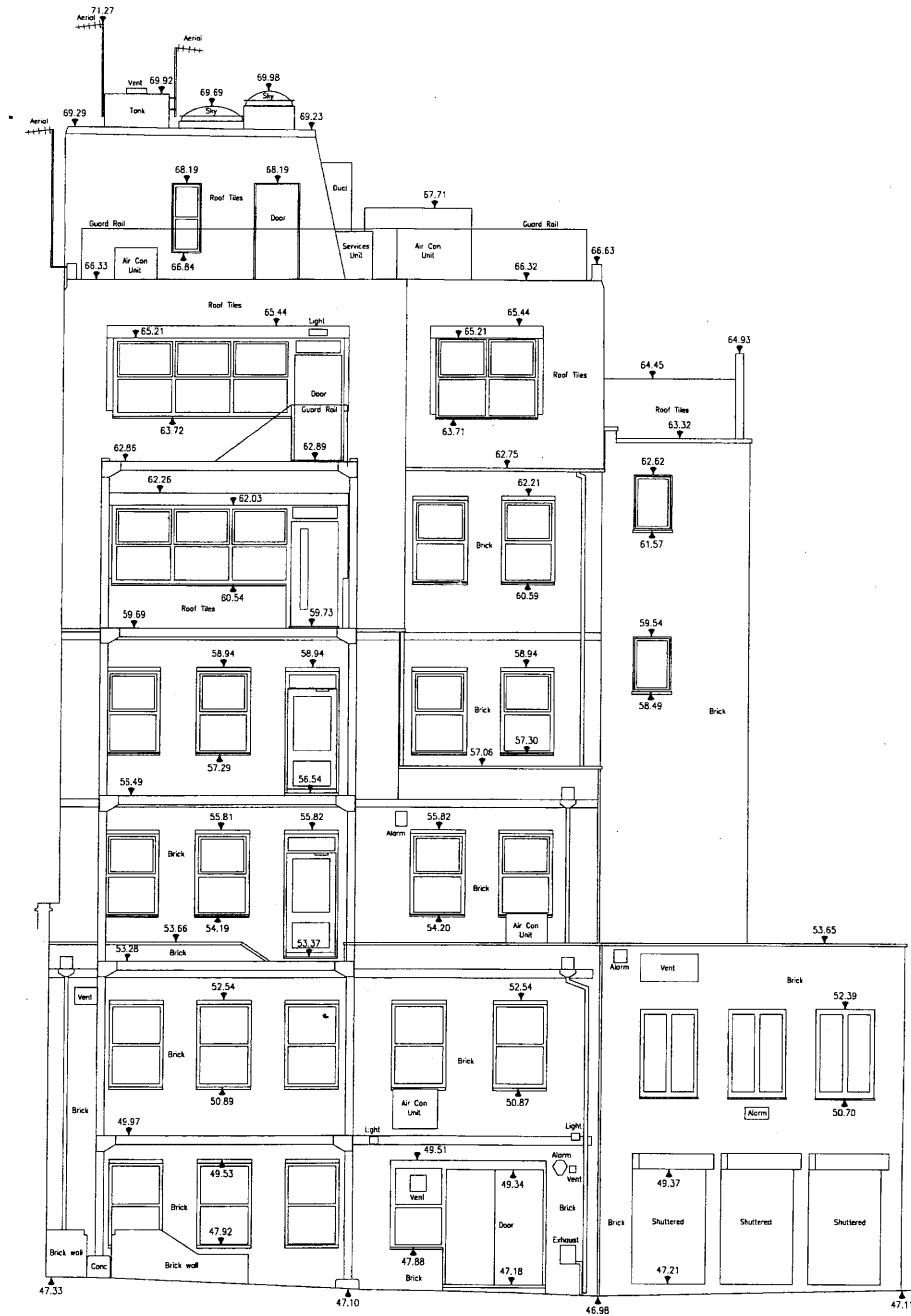 71.27
Aerial
Aerial
69.98
Vent
69.92
69.69
Sky
Sky
Tank
69.29
69.23
Aerial
68.19
68.19
Roof Tiles
Duct
Door
67.71
Guard Rail
Guard Rail
Services
Unit
Air Con
Unit
66.63
66.84
Air Con
Unit
66.33
66.32
Roof Tiles
65.44
65.44
Light
65.21
65.21
64.93
64.45
Roof Tiles
Door
Guard Rail
Roof Tiles
63.72
63.71
63.32
62.89
62.86
62.75
62.62
62.26
62.21
62.03
Brick
61.57
60.54
60.59
Roof Tiles
59.73
59.69
59.54
58.94
58.94
58.94
58.49
Brick
Brick
57.30
57.06
57.29
56.54
56.49
55.81
55.82
55.82
Alarm
Brick
Brick
54.19
54.20
Air Con
Unit
53.66
53.65
53.37
53.28
Brick
Alarm
Vent
Brick
Vent
52.54
52.54
52.39
Brick
Brick
50.89
50.87
50.70
Air Con
Unit
Brick
Alarm
49.97
Light
Light
49.51
Alarm
49.53
49.34
Vent
49.37
Vent
Brick
Brick
Brick
Shuttered
Shuttered
Shuttered
Door
47.92
47.88
Exhaust
Brick wall
Conc
Brick wall
Brick
47.18
47.21
47.33
47.10
46.98
47.11